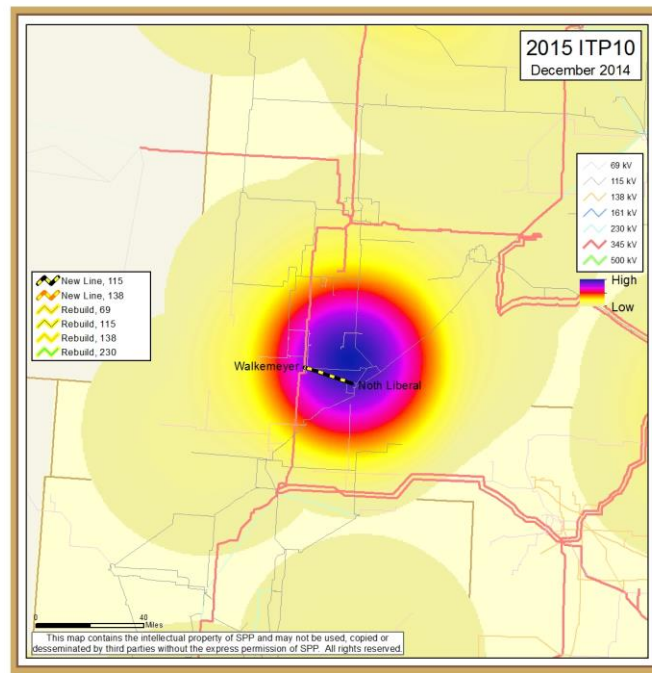 2015 ITP10
December 2014
69 kV
115 kV
138 kV
161 kV
230 kV
345 kV
500 kV
High
Low
New Line, 115
New Line, 138
Rebuild, 69
Rebuild, 115
Rebuild, 138
Rebuild, 230
Walkemeyer
Noth Liberal
0 40
Miles
This map contains the intellectual property of SPP and may not be used, copied or
desseminated by third parties without the express permission of SPP. All rights reserved.